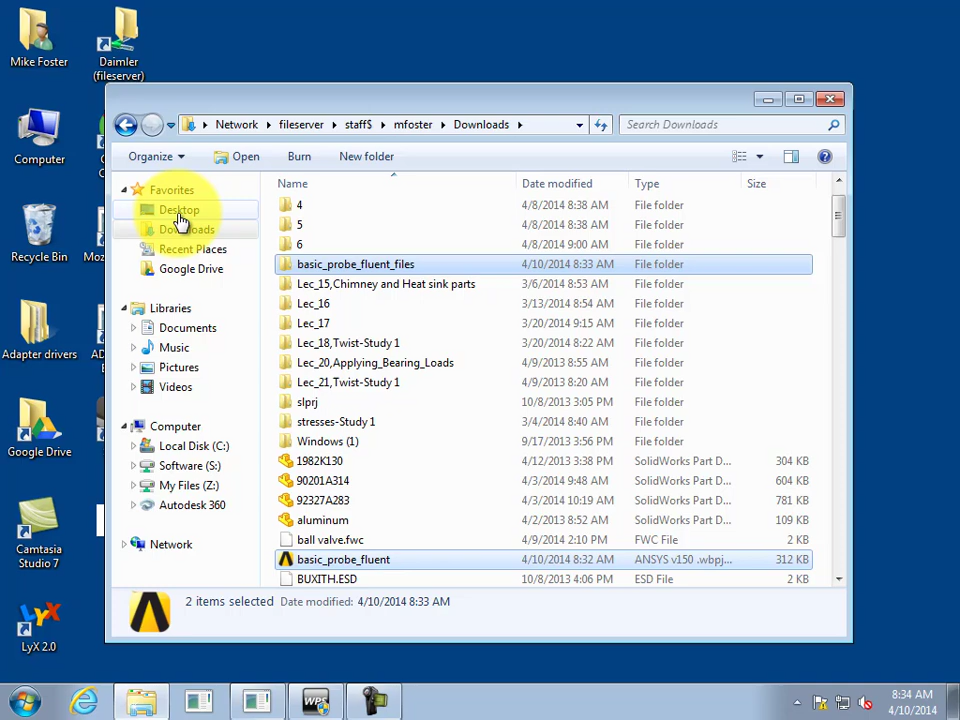 Mike Foster
Daimler
(fileserver)
Computer
Recycle Bin
Moz
Adapter drivers
AD
Google Drive
Camtasia
Studio 7
LyX 2.0
Network fileserver staff$ mfoster Downloads
Search Downloads
Organize Open Burn New folder
Favorites
Desktop
Downloads
Recent Places
Google Drive
Libraries
Documents
Music
Pictures
Videos
Computer
Local Disk (C:)
Software (S:)
My Files (Z:)
Autodesk 360
Network
Name Date modified Type Size
4 4/8/2014 8:38 AM File folder
5 4/8/2014 8:38 AM File folder
6 4/8/2014 9:00 AM File folder
basic_probe_fluent_files 4/10/2014 8:33 AM File folder
Lec_15,Chimney and Heat sink parts 3/6/2014 8:53 AM File folder
Lec_16 3/13/2014 8:54 AM File folder
Lec_17 3/20/2014 9:15 AM File folder
Lec_18,Twist-Study 1 3/20/2014 8:22 AM File folder
Lec_20,Applying_Bearing_Loads 4/9/2013 8:55 AM File folder
Lec_21,Twist-Study 1 4/9/2013 8:20 AM File folder
slprj 10/8/2013 3:05 PM File folder
stresses-Study 1 3/4/2014 8:40 AM File folder
Windows (1) 9/17/2013 3:56 PM File folder
1982K130 4/12/2013 3:38 PM SolidWorks Part D... 304 KB
90201A314 4/3/2014 9:48 AM SolidWorks Part D... 604 KB
92327A283 4/3/2014 10:19 AM SolidWorks Part D... 781 KB
aluminum 4/2/2013 8:52 AM SolidWorks Part D... 109 KB
ball valve.fwc 4/9/2014 2:10 PM FWC File 2 KB
basic_probe_fluent 4/10/2014 8:32 AM ANSYS v150 .wbpj... 312 KB
BUXITH.ESD 10/8/2013 4:06 PM ESD File 2 KB
2 items selected Date modified: 4/10/2014 8:33 AM
WPS
8:34 AM
4/10/2014